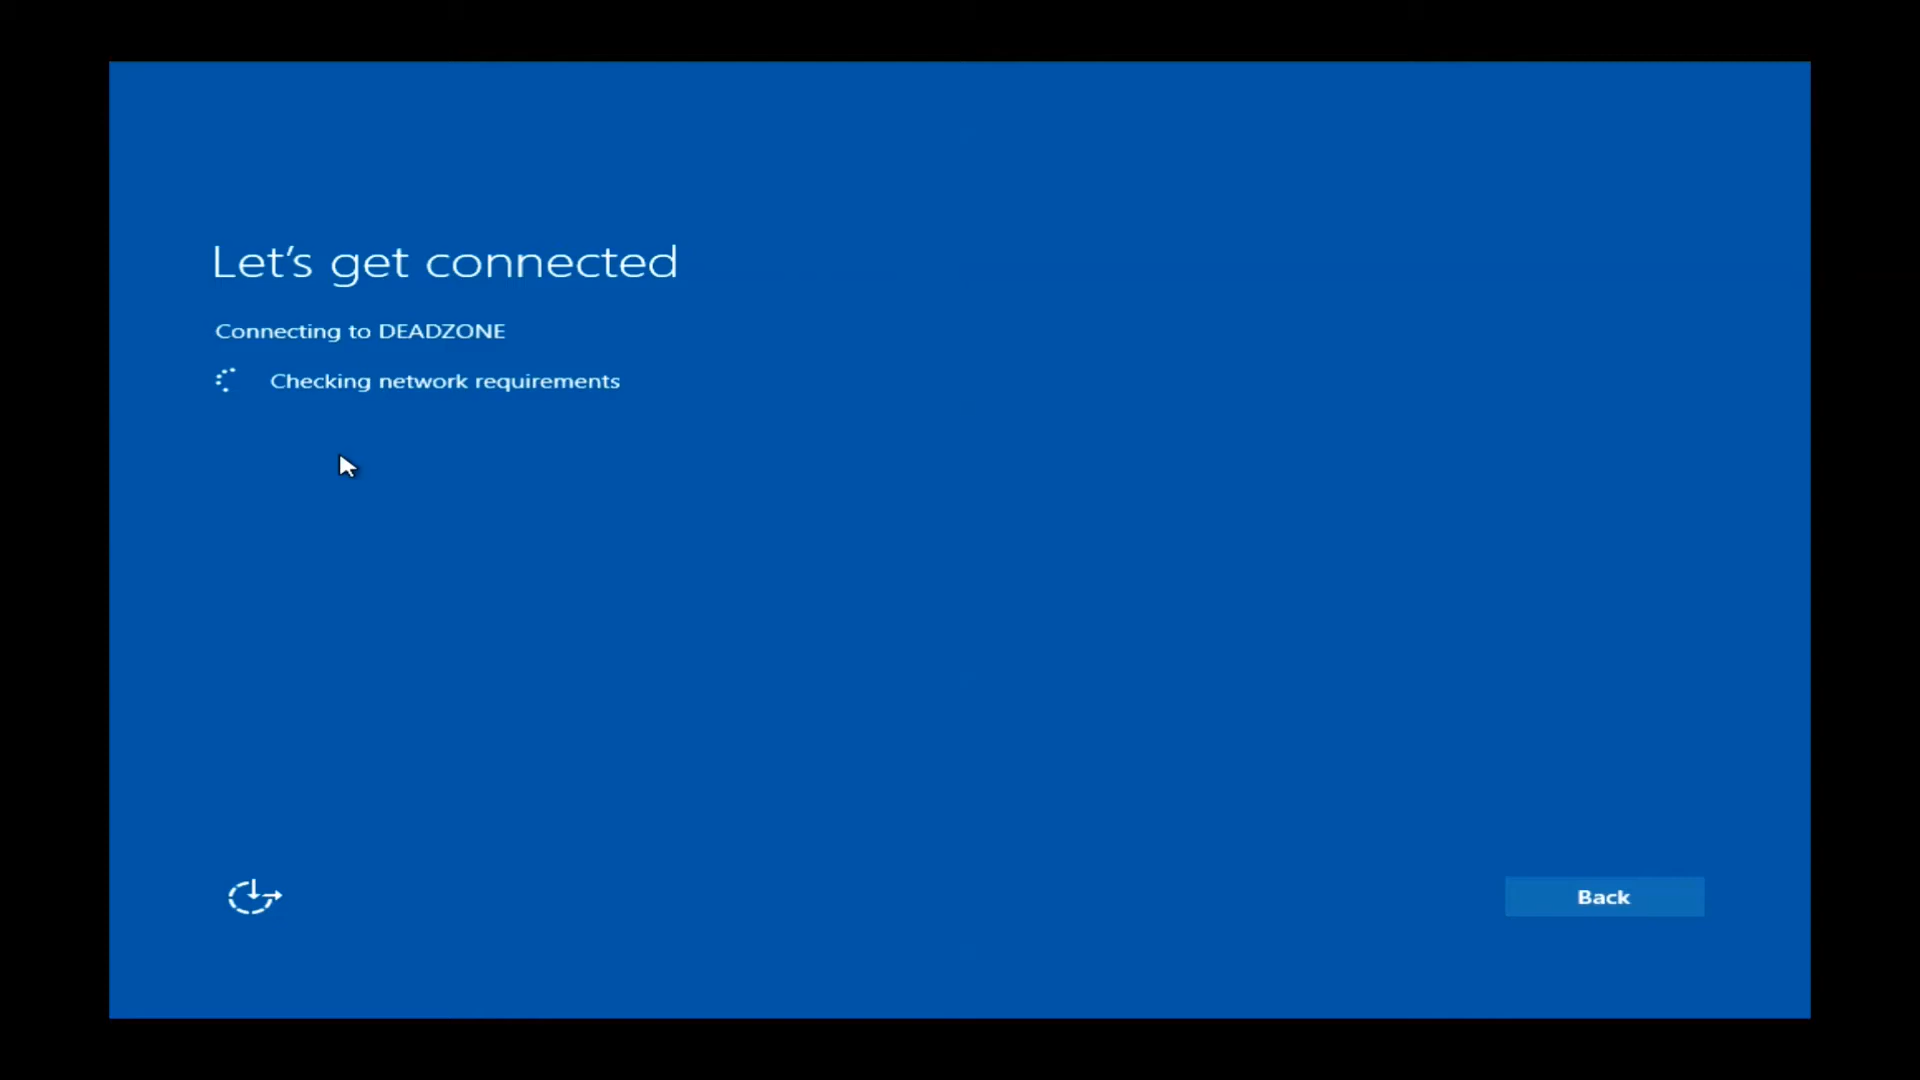 Let's get connected
Connecting to DEADZONE
Checking network requirements
Back